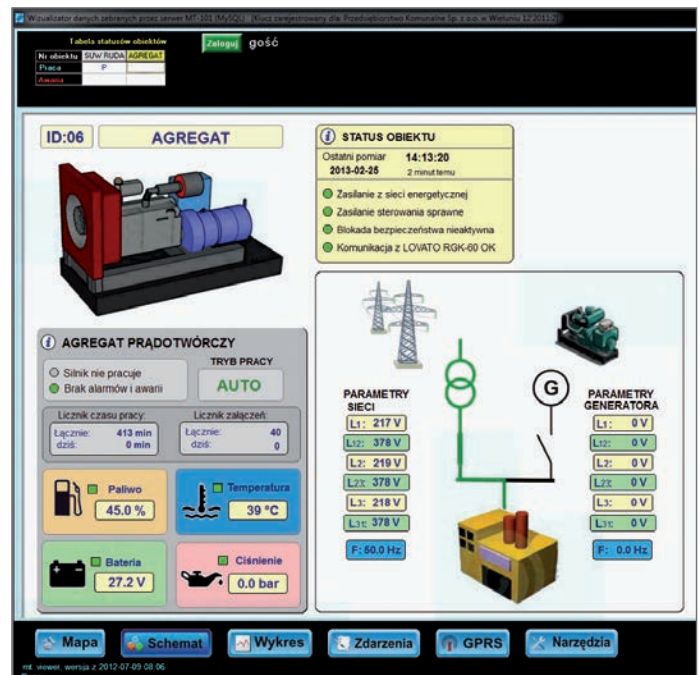 Wizualizator danych zebranych przez serwer MT-101 (MySQL) - [Klucz zarejestrowany dla: Przedsiębiorstwo Komunalne Sp. z o.o. w Wieluniu 12'2011-2]
Tabela statusów obiektów
Nr obiektu SUW RUDA AGREGAT
Praca P
Awaria
Zaloguj gość
ID:06 AGREGAT
STATUS OBIEKTU
Ostatni pomiar 14:13:20
2013-02-25 2 minut temu
Zasilanie z sieci energetycznej
Zasilanie sterowania sprawne
Blokada bezpieczeństwa nieaktywna
Komunikacja z LOVATO RGK-60 OK
AGREGAT PRĄDOTWÓRCZY
Silnik nie pracuje
Brak alarmów i awarii
TRYB PRACY
AUTO
Licznik czasu pracy:
Łącznie: 413 min
dziś: 0 min
Licznik załączeń:
Łącznie: 40
dziś: 0
Paliwo
45.0 %
Temperatura
39 °C
Bateria
27.2 V
Ciśnienie
0.0 bar
G
PARAMETRY
SIECI
L1: 217 V
L12: 378 V
L2: 219 V
L23: 378 V
L3: 218 V
L31: 378 V
F: 50.0 Hz
PARAMETRY
GENERATORA
L1: 0 V
L12: 0 V
L2: 0 V
L23: 0 V
L3: 0 V
L31: 0 V
F: 0.0 Hz
Mapa Schemat Wykres Zdarzenia GPRS Narzędzia
mt viewer, wersja z 2012-07-09 08:06